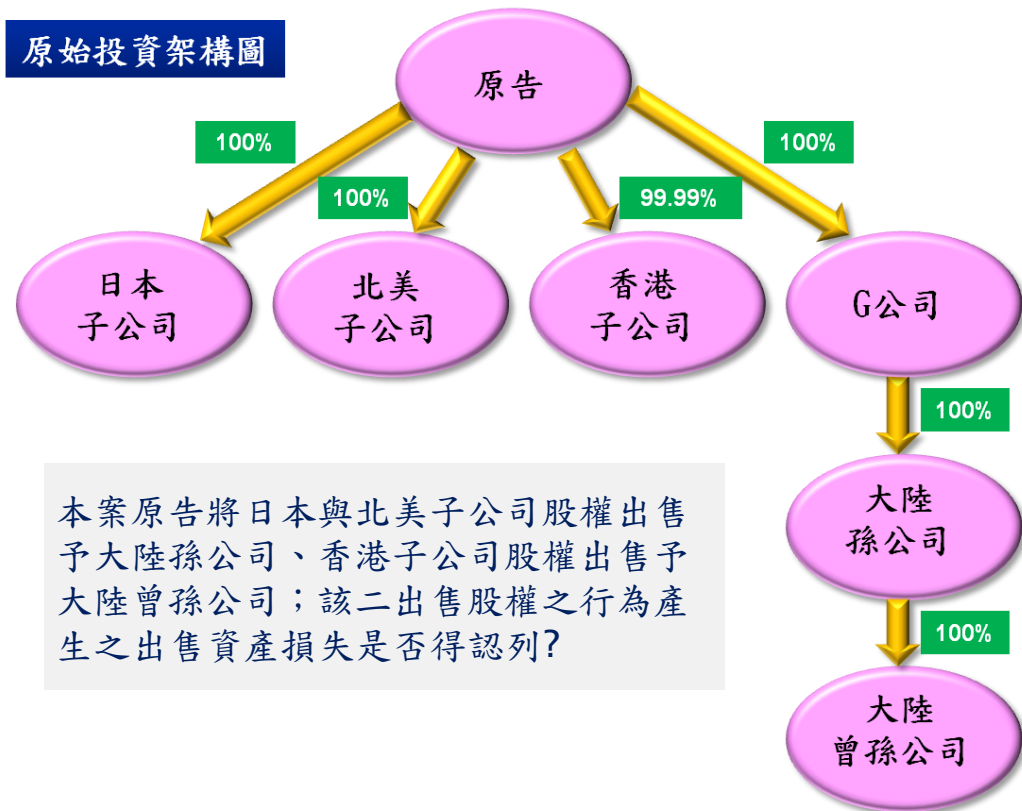 原始投資架構圖
原告
100%
100%
99.99%
100%
日本
子公司
北美
子公司
香港
子公司
G公司
100%
大陸
孫公司
100%
大陸
曾孫公司
本案原告將日本與北美子公司股權出售
予大陸孫公司、香港子公司股權出售予
大陸曾孫公司；該二出售股權之行為產
生之出售資產損失是否得認列?